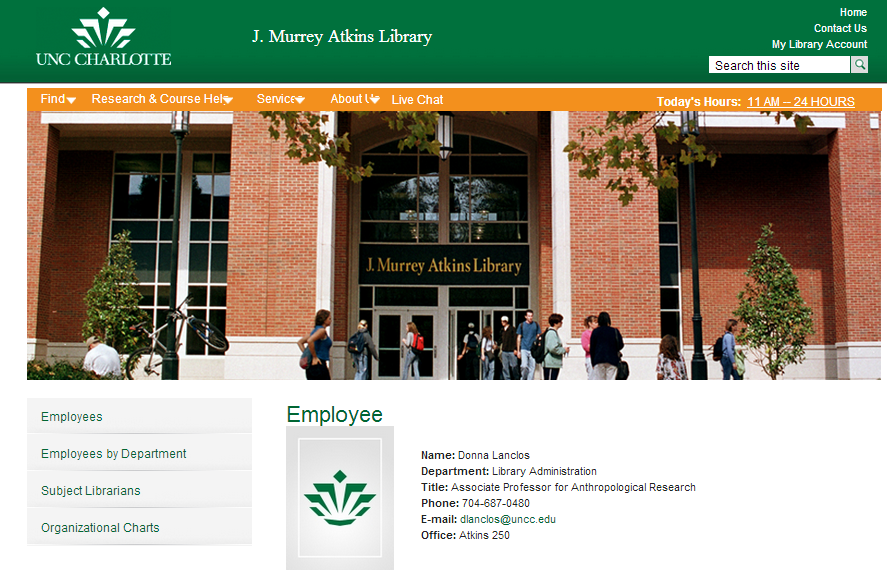 UNC CHARLOTTE
J. Murrey Atkins Library
Home
Contact Us
My Library Account
Search this site
Find
Research & Course Help
Services
About Us
Live Chat
Today's Hours: 11 AM – 24 HOURS
J. Murrey Atkins Library
Employees
Employees by Department
Subject Librarians
Organizational Charts
Employee
Name: Donna Lanclos
Department: Library Administration
Title: Associate Professor for Anthropological Research
Phone: 704-687-0480
E-mail: dlanclos@uncc.edu
Office: Atkins 250